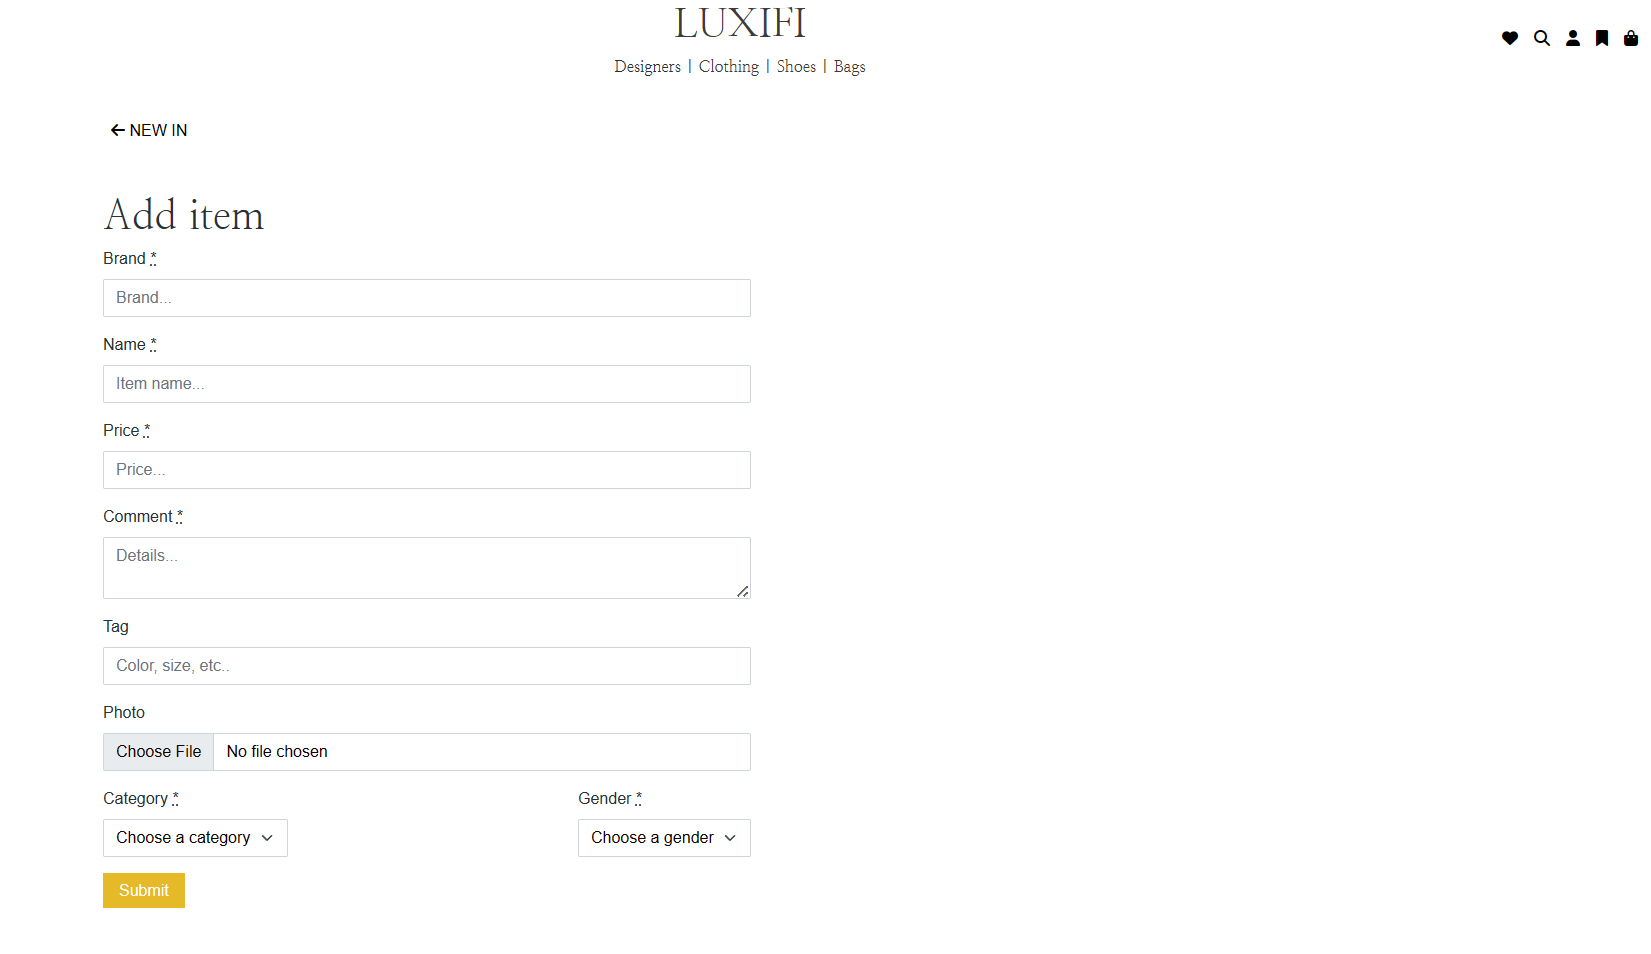 LUXIFI
Designers | Clothing | Shoes | Bags
NEW IN
Add item
Brand *
Brand...
Name *
Item name...
Price *
Price...
Comment *
Details...
Tag
Color, size, etc..
Photo
Choose File No file chosen
Category * Gender *
Choose a category Choose a gender
Submit